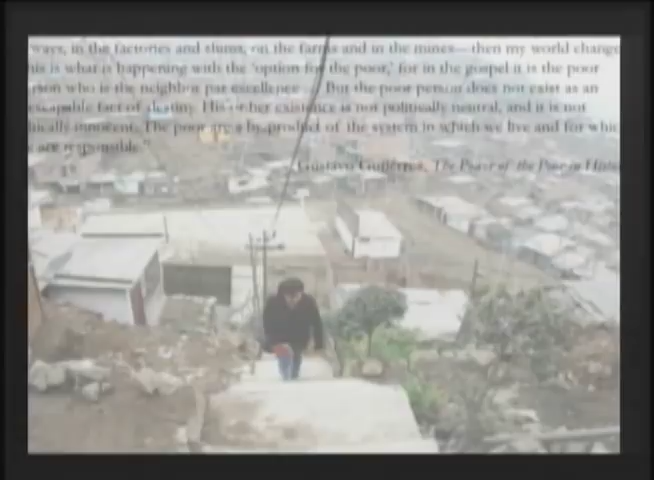 ways, in the factories and slums, on the farms and in the mines—then my world change
his is what is happening with the 'option for the poor,' for in the gospel it is the poor
rson who is the neighbor par excellence But the poor person does not exist as an
escapable fact of destiny. His or her existence is not politically neutral, and it is not
hically innocent. The poor are a by-product of the system in which we live and for whic
e are responsible."
Gustavo Gutiérrez, The Power of the Poor in Histo